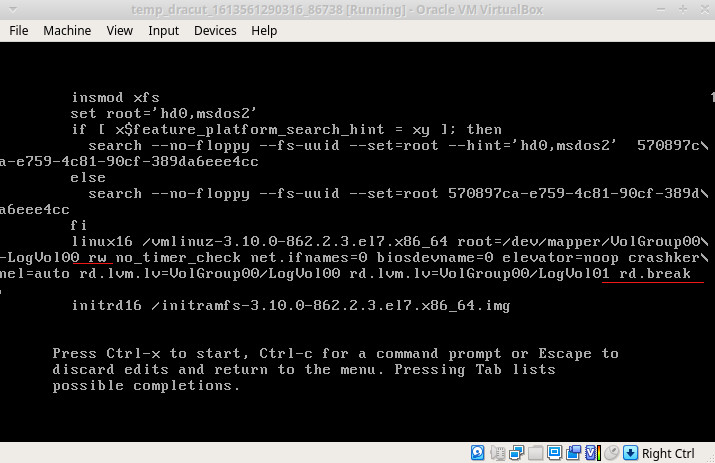 temp_dracut_1613561290316_86738 [Running] - Oracle VM VirtualBox
File Machine View Input Devices Help
insmod xfs
set root='hd0,msdos2'
if [ x$feature_platform_search_hint = xy ]; then
search --no-floppy --fs-uuid --set=root --hint='hd0,msdos2' 570897c\
a-e759-4c81-90cf-389da6eee4cc
else
search --no-floppy --fs-uuid --set=root 570897ca-e759-4c81-90cf-389d\
a6eee4cc
fi
linux16 /vmlinuz-3.10.0-862.2.3.el7.x86_64 root=/dev/mapper/VolGroup00\
-LogVol00 rw no_timer_check net.ifnames=0 biosdevname=0 elevator=noop crashker\
nel=auto rd.lvm.lv=VolGroup00/LogVol00 rd.lvm.lv=VolGroup00/LogVol01 rd.break
initrd16 /initramfs-3.10.0-862.2.3.el7.x86_64.img
Press Ctrl-x to start, Ctrl-c for a command prompt or Escape to
discard edits and return to the menu. Pressing Tab lists
possible completions.
Right Ctrl